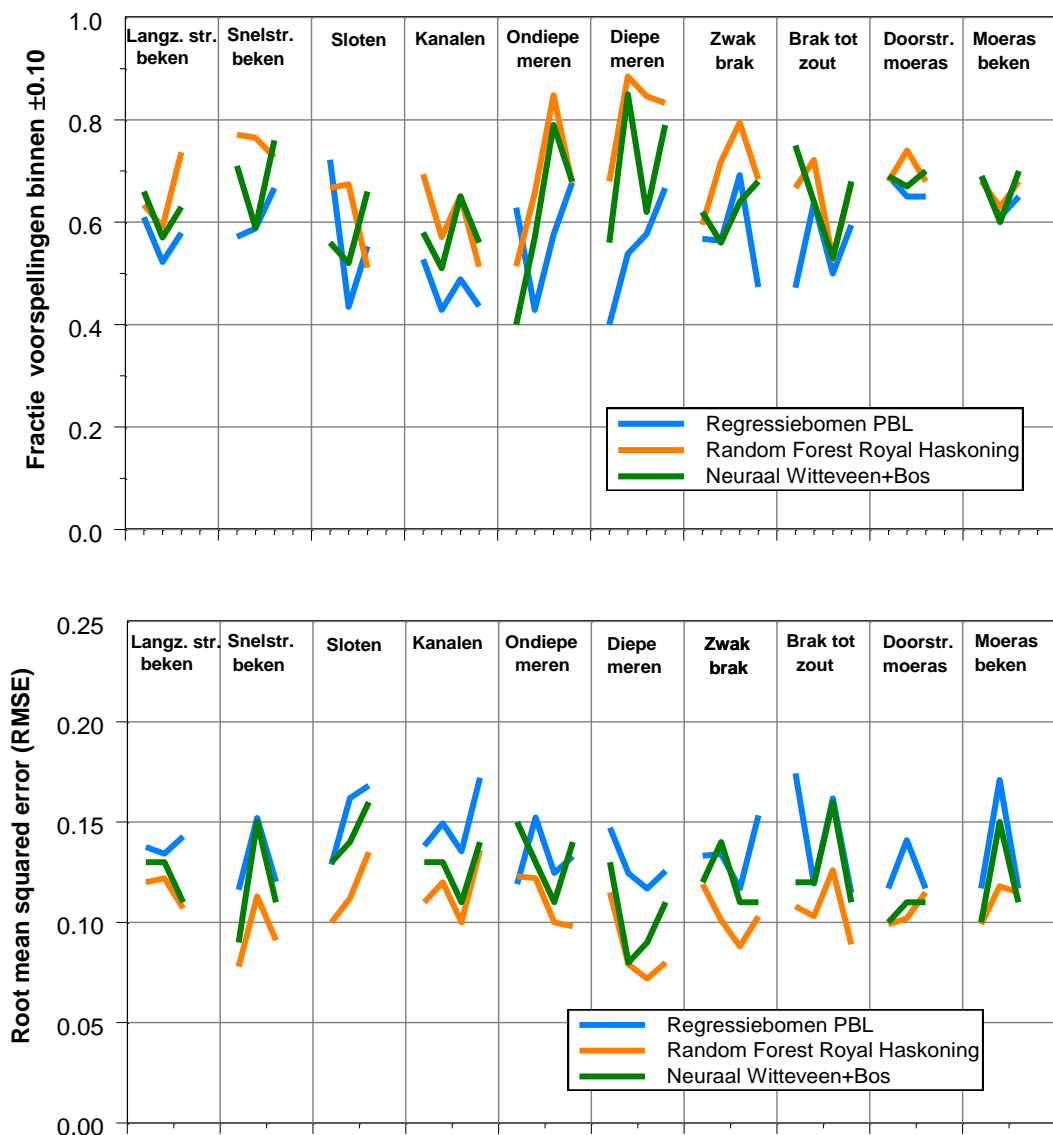 Fractie voorspellingen binnen ±0.10
1.0
0.8
0.6
0.4
0.2
0.0
Langz. str. beken
Snelstr. beken
Sloten
Kanalen
Ondiepe meren
Diepe meren
Zwak brak
Brak tot zout
Doorstr. moeras
Moeras beken
Regressiebomen PBL
Random Forest Royal Haskoning
Neuraal Witteveen+Bos
Root mean squared error (RMSE)
0.25
0.20
0.15
0.10
0.05
0.00
Langz. str. beken
Snelstr. beken
Sloten
Kanalen
Ondiepe meren
Diepe meren
Zwak brak
Brak tot zout
Doorstr. moeras
Moeras beken
Regressiebomen PBL
Random Forest Royal Haskoning
Neuraal Witteveen+Bos